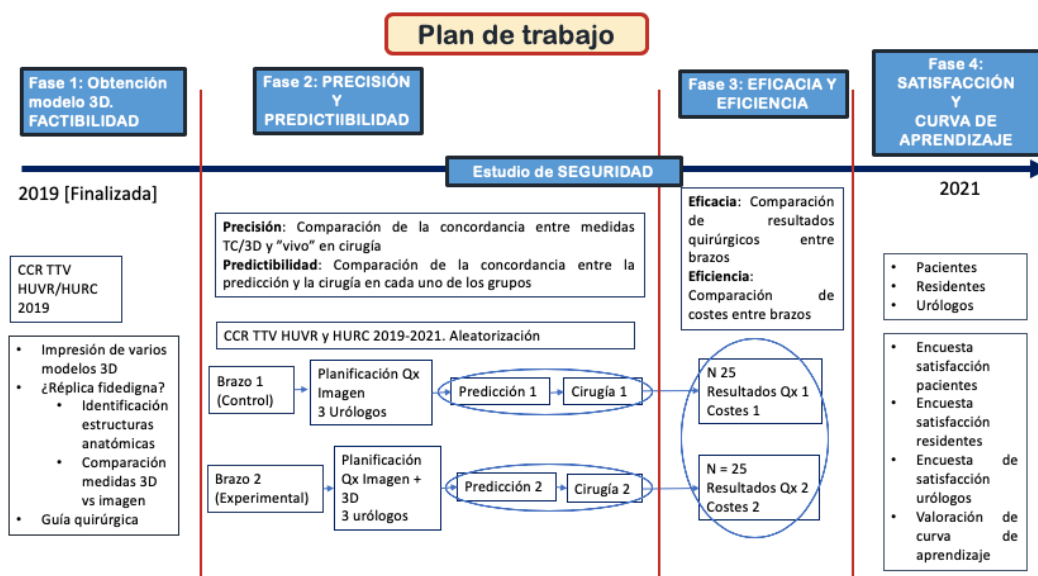 Plan de trabajo
Fase 1: Obtención
modelo 3D.
FACTIBILIDAD
Fase 2: PRECISIÓN
Y
PREDICTIIBILIDAD
Fase 3: EFICACIA Y
EFICIENCIA
Fase 4:
SATISFACCIÓN
Y
CURVA DE
APRENDIZAJE
Estudio de SEGURIDAD
2019 [Finalizada]
2021
CCR TTV
HUVR/HURC
2019
• Impresión de varios
modelos 3D
• ¿Réplica fidedigna?
• Identificación
estructuras
anatómicas
• Comparación
medidas 3D
vs imagen
• Guía quirúrgica
Precisión: Comparación de la concordancia entre medidas
TC/3D y "vivo" en cirugía
Predictibilidad: Comparación de la concordancia entre la
predicción y la cirugía en cada uno de los grupos
CCR TTV HUVR y HURC 2019-2021. Aleatorización
Brazo 1
(Control)
Planificación Qx
Imagen
3 Urólogos
Predicción 1
Cirugía 1
Brazo 2
(Experimental)
Planificación
Qx Imagen +
3D
3 urólogos
Predicción 2
Cirugía 2
Eficacia: Comparación
de resultados
quirúrgicos entre
brazos
Eficiencia:
Comparación de
costes entre brazos
N 25
Resultados Qx 1
Costes 1
N = 25
Resultados Qx 2
Costes 2
• Pacientes
• Residentes
• Urólogos
• Encuesta
satisfacción
pacientes
• Encuesta
satisfacción
residentes
• Encuesta de
satisfacción
urólogos
• Valoración de
curva de
aprendizaje